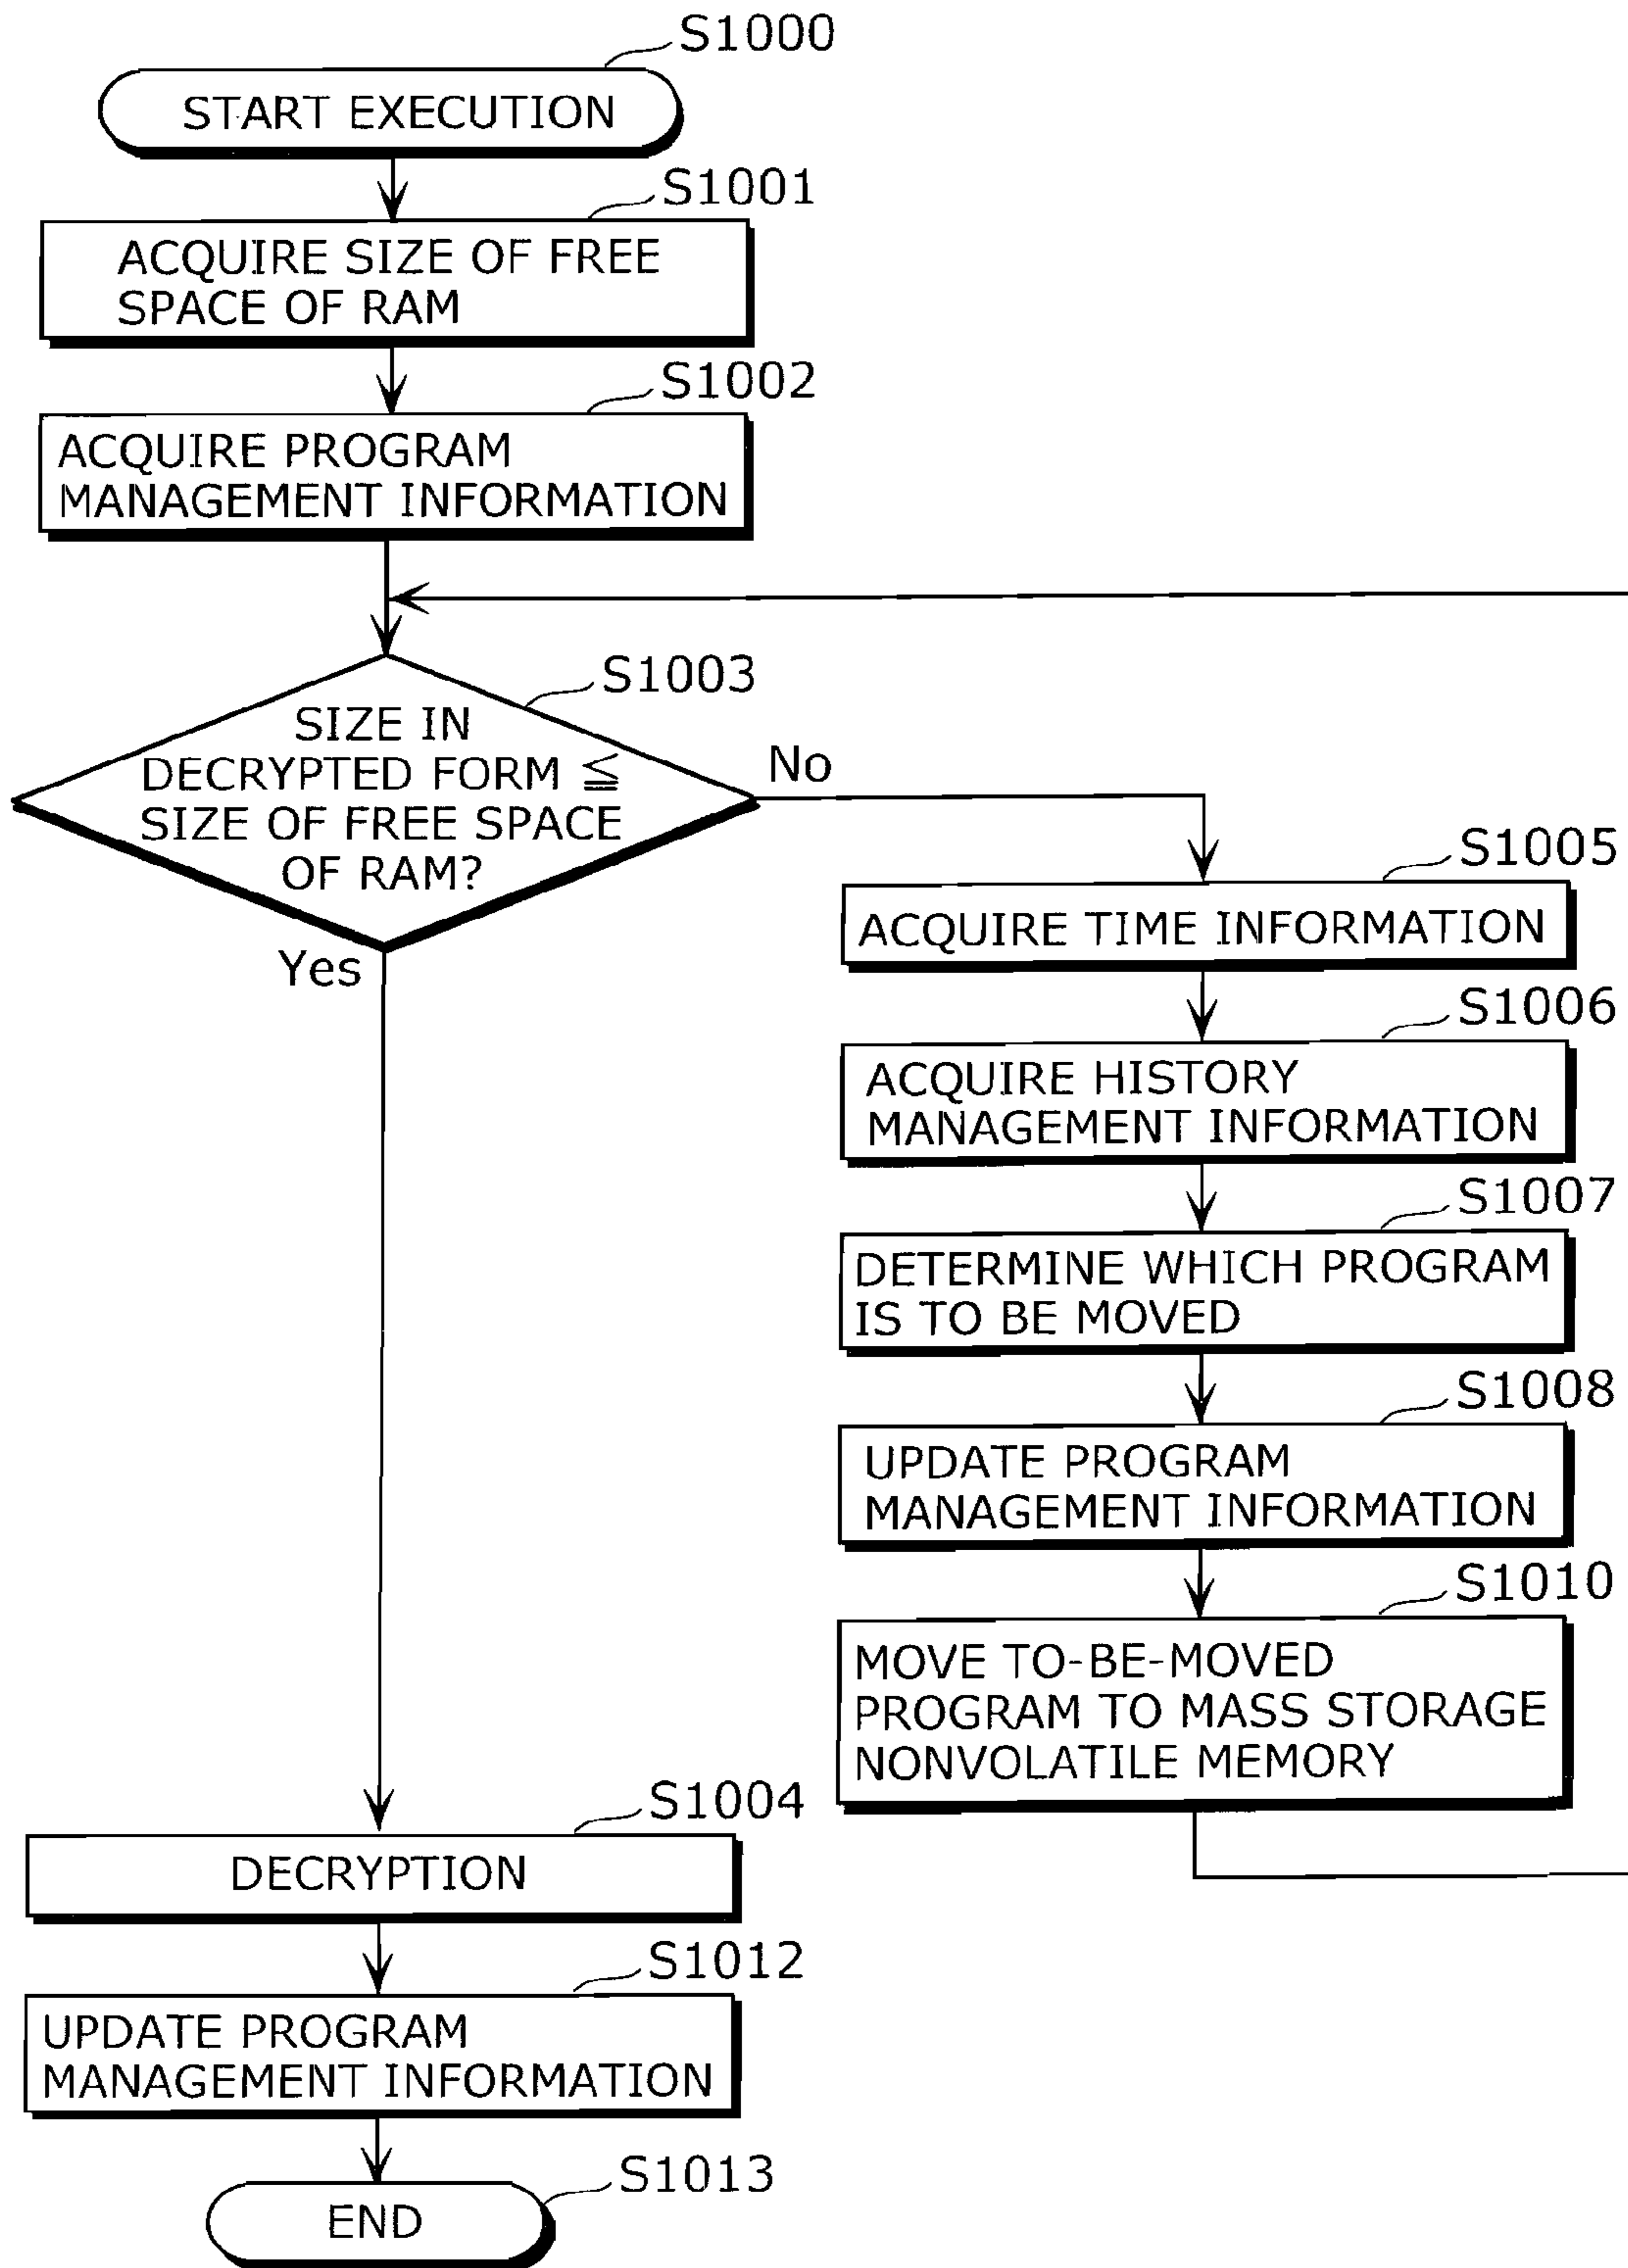 S1000
START EXECUTION
S1001
ACQUIRE SIZE OF FREE
SPACE OF RAM
S1002
ACQUIRE PROGRAM
MANAGEMENT INFORMATION
S1003
SIZE IN
DECRYPTED FORM ≦
SIZE OF FREE SPACE
OF RAM?
No
Yes
S1005
ACQUIRE TIME INFORMATION
S1006
ACQUIRE HISTORY
MANAGEMENT INFORMATION
S1007
DETERMINE WHICH PROGRAM
IS TO BE MOVED
S1008
UPDATE PROGRAM
MANAGEMENT INFORMATION
S1010
MOVE TO-BE-MOVED
PROGRAM TO MASS STORAGE
NONVOLATILE MEMORY
S1004
DECRYPTION
S1012
UPDATE PROGRAM
MANAGEMENT INFORMATION
S1013
END